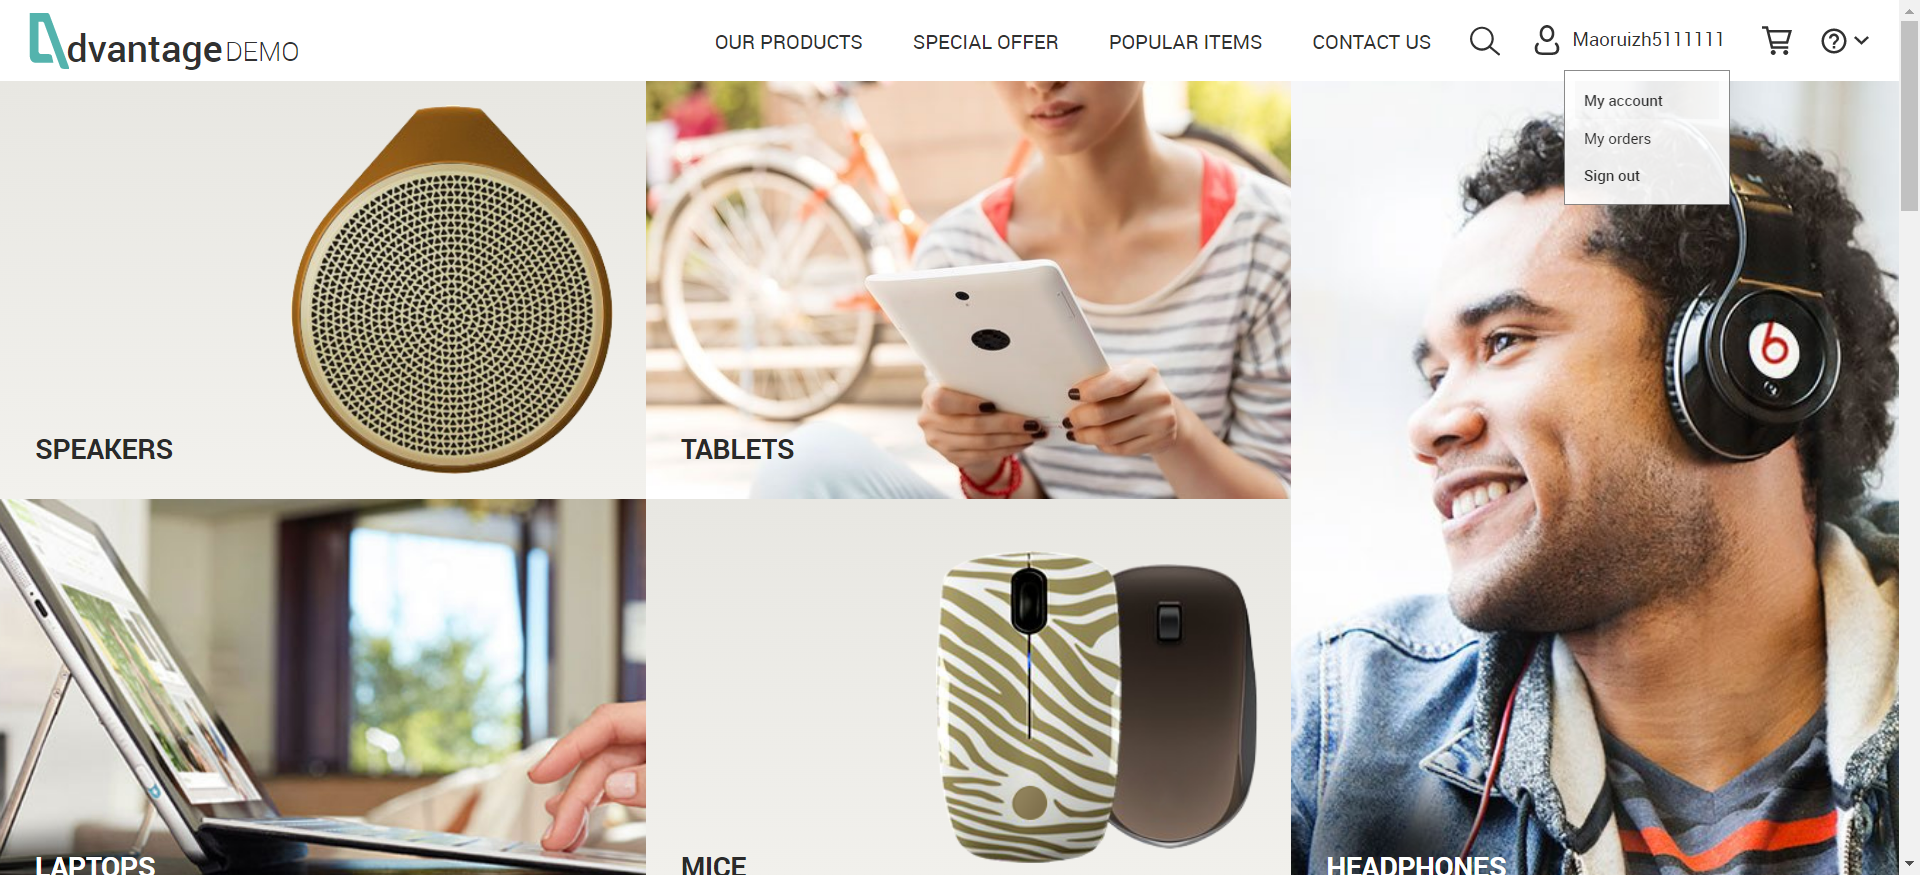 dvantage DEMO
OUR PRODUCTS
SPECIAL OFFER
POPULAR ITEMS
CONTACT US
Maoruizh5111111
My account
My orders
Sign out
SPEAKERS
TABLETS
LAPTOPS
MICE
HEADPHONES